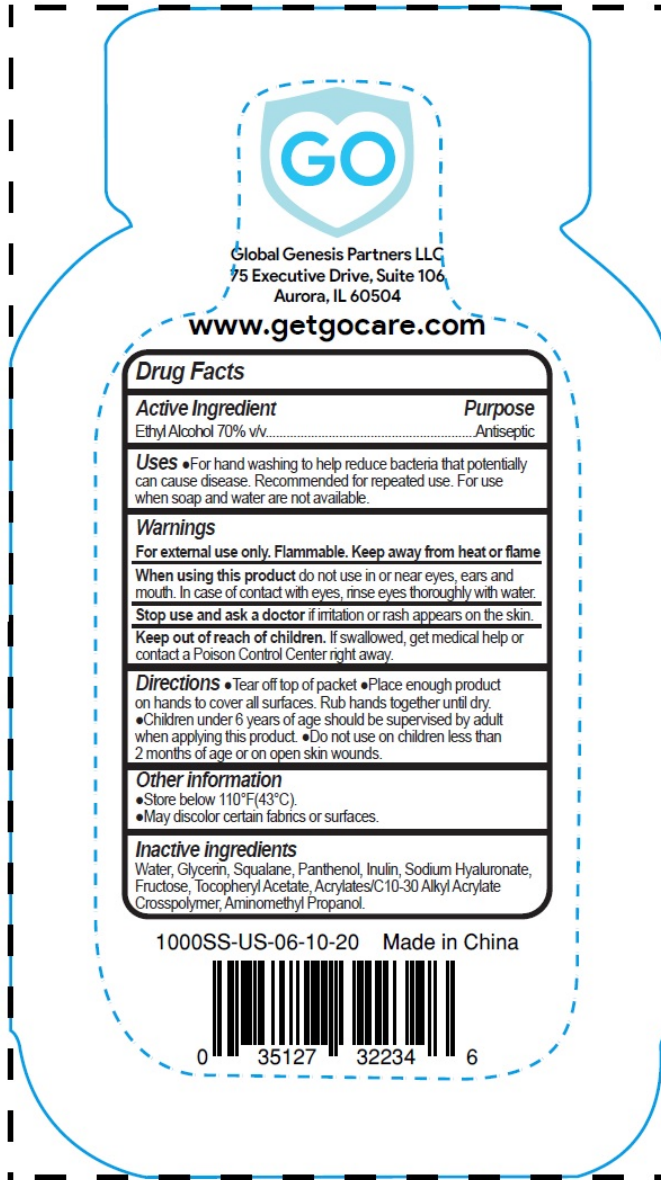 GO
Global Genesis Partners LLC
75 Executive Drive, Suite 106
Aurora, IL 60504
www.getgocare.com
Drug Facts
Active Ingredient Purpose
Ethyl Alcohol 70% v/v..................................................Antiseptic
Uses ●For hand washing to help reduce bacteria that potentially
can cause disease. Recommended for repeated use. For use
when soap and water are not available.
Warnings
For external use only. Flammable. Keep away from heat or flame
When using this product do not use in or near eyes, ears and
mouth. In case of contact with eyes, rinse eyes thoroughly with water.
Stop use and ask a doctor if irritation or rash appears on the skin.
Keep out of reach of children. If swallowed, get medical help or
contact a Poison Control Center right away.
Directions ●Tear off top of packet ●Place enough product
on hands to cover all surfaces. Rub hands together until dry.
●Children under 6 years of age should be supervised by adult
when applying this product. ●Do not use on children less than
2 months of age or on open skin wounds.
Other information
●Store below 110°F(43°C).
●May discolor certain fabrics or surfaces.
Inactive ingredients
Water, Glycerin, Squalane, Panthenol, Inulin, Sodium Hyaluronate,
Fructose, Tocopheryl Acetate, Acrylates/C10-30 Alkyl Acrylate
Crosspolymer, Aminomethyl Propanol.
1000SS-US-06-10-20 Made in China
0 35127 32234 6